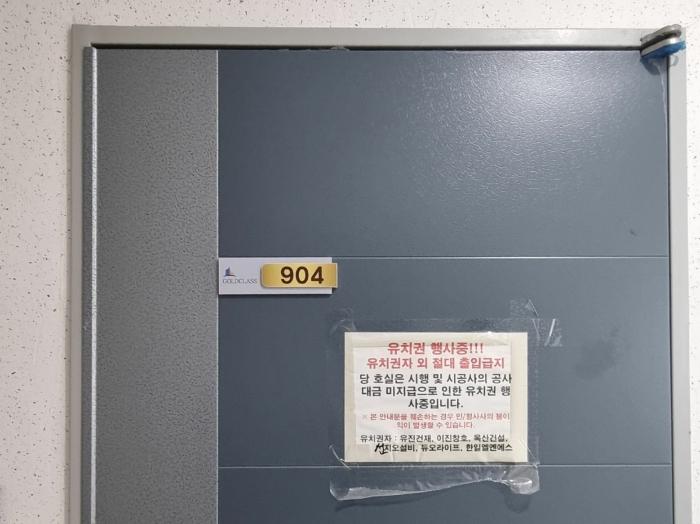 GOLDCLASS 904
유치권 행사중!!!
유치권자 외 절대 출입금지
당 호실은 시행 및 시공사의 공사
대금 미지급으로 인한 유치권 행
사중입니다.
※ 본 안내문을 훼손하는 경우 민/형사사의 불이
익이 발생할 수 있습니다.
유치권자 : 유진건재, 이진창호, 옥산건설,
지오설비, 듀오라이프, 한일엘엔에스